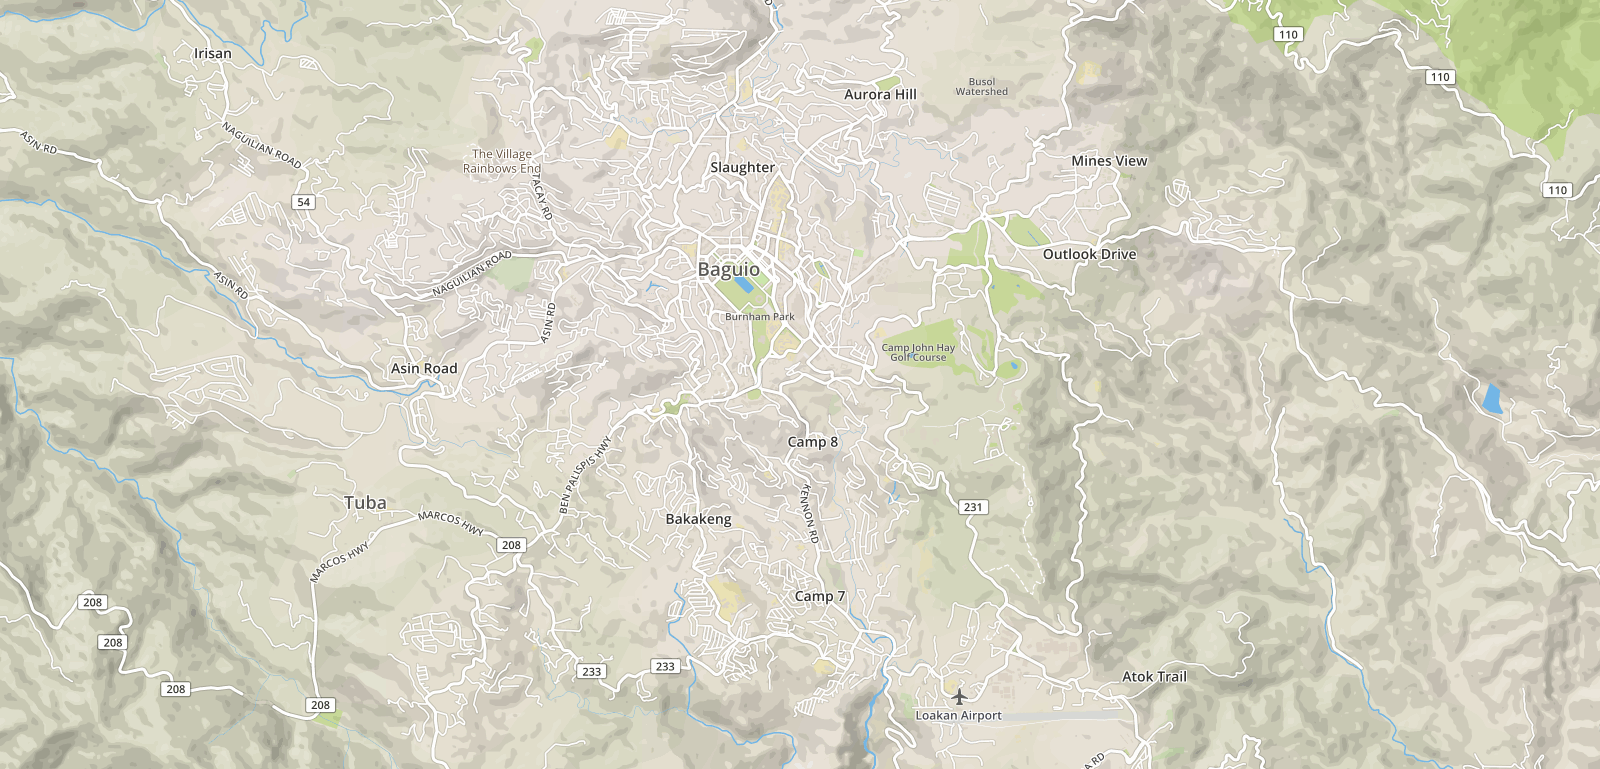 D
110
Irisan
110
Busol
Watershed
Aurora Hill
NAGUILIAN ROAD
ASIN RD
The Village
Rainbows End
Slaughter
Mines View
TACAY RD
110
54
Outlook Drive
NAGUILIAN ROAD
Baguio
ASIN RD
Burnham Park
ASIN RD
Camp John Hay
Golf Course
Asin Road
Camp 8
BEN PALISPIS HWY
Tuba
KENNON RD
231
MARCOS HWY
Bakakeng
208
MARCOS HWY
Camp 7
208
208
233
233
Atok Trail
208
208
Loakan Airport
A RD